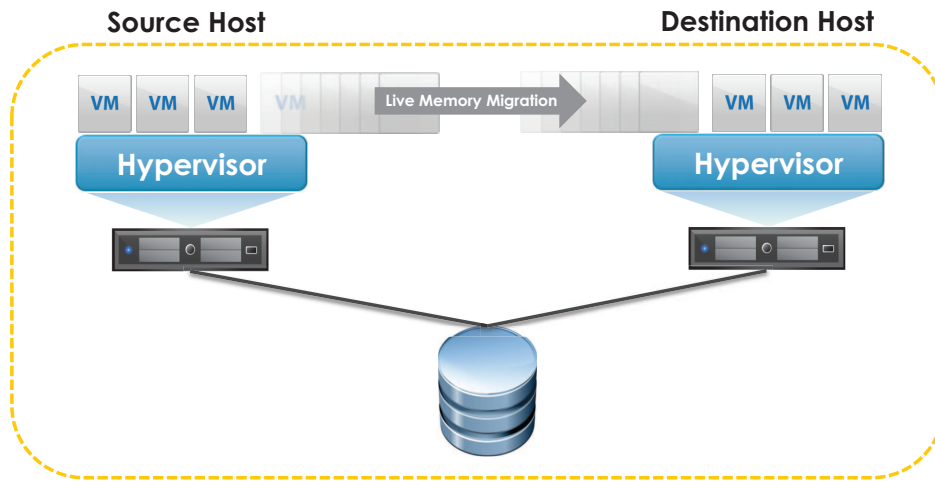 Source Host
Destination Host
VM
VM
VM
VM
Live Memory Migration
VM
VM
VM
Hypervisor
Hypervisor